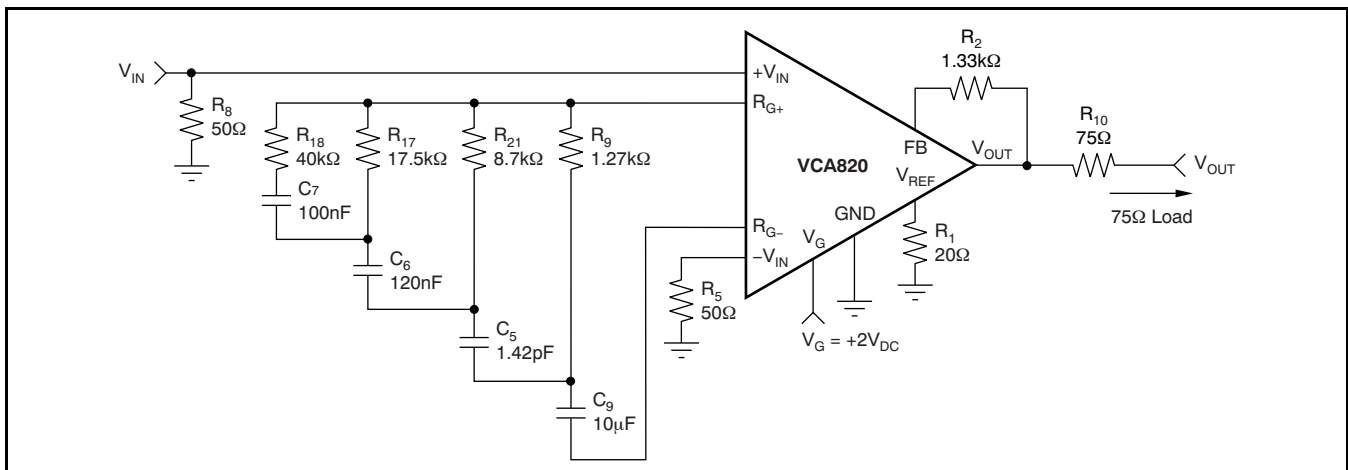 V_IN
R_8
50Ω
R_18
40kΩ
C_7
100nF
R_17
17.5kΩ
C_6
120nF
R_21
8.7kΩ
C_5
1.42pF
R_9
1.27kΩ
C_9
10µF
R_5
50Ω
+V_IN
R_G+
R_G−
−V_IN
VCA820
FB
V_OUT
V_REF
GND
V_G
V_G = +2V_DC
R_1
20Ω
R_2
1.33kΩ
R_10
75Ω
V_OUT
75Ω Load